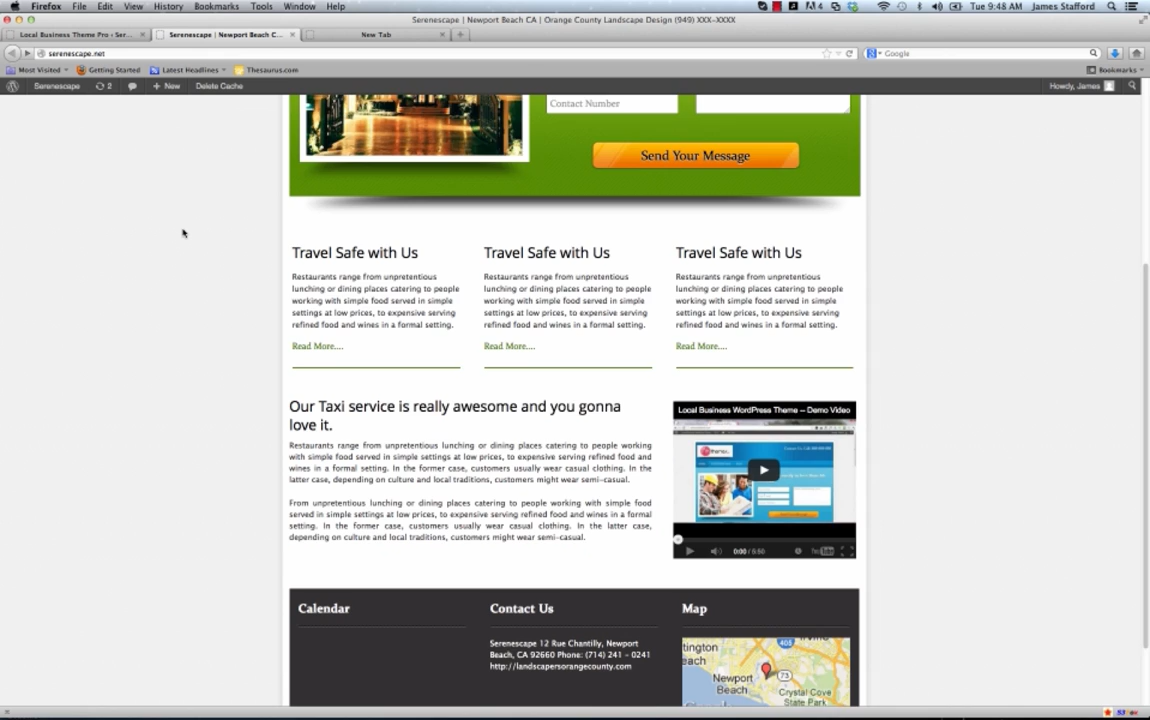 Firefox File Edit View History Bookmarks Tools Window Help 4 Tue 9:48 AM James Stafford
Serenescape | Newport Beach CA | Orange County Landscape Design (949) XXX-XXXX
Local Business Theme Pro ‹ Ser... Serenescape | Newport Beach C... New Tab
serenescape.net Google
Most Visited Getting Started Latest Headlines Thesaurus.com Bookmarks
Serenescape 2 + New Delete Cache Howdy, James
Contact Number
Send Your Message
Travel Safe with Us
Restaurants range from unpretentious
lunching or dining places catering to people
working with simple food served in simple
settings at low prices, to expensive serving
refined food and wines in a formal setting.
Read More....
Travel Safe with Us
Restaurants range from unpretentious
lunching or dining places catering to people
working with simple food served in simple
settings at low prices, to expensive serving
refined food and wines in a formal setting.
Read More....
Travel Safe with Us
Restaurants range from unpretentious
lunching or dining places catering to people
working with simple food served in simple
settings at low prices, to expensive serving
refined food and wines in a formal setting.
Read More....
Our Taxi service is really awesome and you gonna
love it.
Restaurants range from unpretentious lunching or dining places catering to people working
with simple food served in simple settings at low prices, to expensive serving refined food and
wines in a formal setting. In the former case, customers usually wear casual clothing. In the
latter case, depending on culture and local traditions, customers might wear semi-casual.
From unpretentious lunching or dining places catering to people working with simple food
served in simple settings at low prices, to expensive serving refined food and wines in a formal
setting. In the former case, customers usually wear casual clothing. In the latter case,
depending on culture and local traditions, customers might wear semi-casual.
Local Business WordPress Theme -- Demo Video
Calendar
Contact Us
Serenescape 12 Rue Chantilly, Newport
Beach, CA 92660 Phone: (714) 241 - 0241
http://landscapersorangecounty.com
Map
405
tington
each
73
Newport
Beach
Crystal Cove
State Park